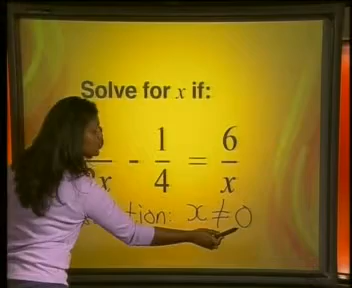 Solve for x if:
x - 1/4 = 6/x
tion: x ≠ 0